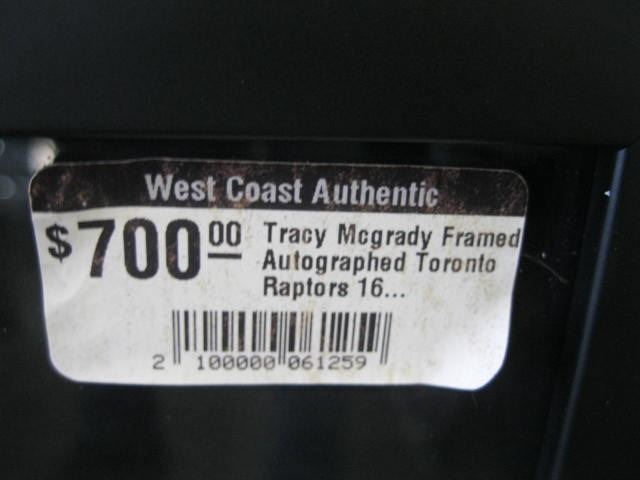 West Coast Authentic
$700.00 Tracy Mcgrady Framed
Autographed Toronto
Raptors 16...
2 100000 061259